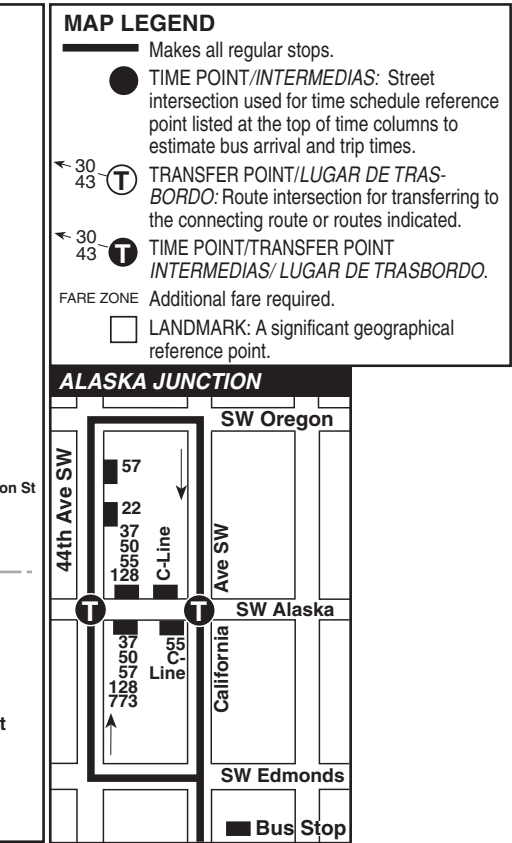 MAP LEGEND
Makes all regular stops.
TIME POINT/INTERMEDIAS: Street
intersection used for time schedule reference
point listed at the top of time columns to
estimate bus arrival and trip times.
30
43
T
TRANSFER POINT/LUGAR DE TRAS-
BORDO: Route intersection for transferring to
the connecting route or routes indicated.
30
43
T
TIME POINT/TRANSFER POINT
INTERMEDIAS/ LUGAR DE TRASBORDO.
FARE ZONE Additional fare required.
LANDMARK: A significant geographical
reference point.
ALASKA JUNCTION
SW Oregon
44th Ave SW
57
22
37
50
55
128
C-Line
Ave SW
on St
T
T
SW Alaska
37
50
57
128
773
55
C-
Line
California
t
SW Edmonds
Bus Stop